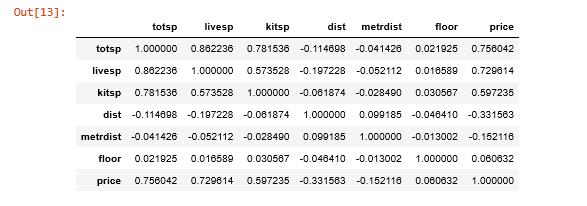 Out[13]:
totsp livesp kitsp dist metrdist floor price
totsp 1.000000 0.862236 0.781536 -0.114698 -0.041426 0.021925 0.756042
livesp 0.862236 1.000000 0.573528 -0.197228 -0.052112 0.016589 0.729614
kitsp 0.781536 0.573528 1.000000 -0.061874 -0.028490 0.030567 0.597235
dist -0.114698 -0.197228 -0.061874 1.000000 0.099185 -0.046410 -0.331563
metrdist -0.041426 -0.052112 -0.028490 0.099185 1.000000 -0.013002 -0.152116
floor 0.021925 0.016589 0.030567 -0.046410 -0.013002 1.000000 0.060632
price 0.756042 0.729614 0.597235 -0.331563 -0.152116 0.060632 1.000000